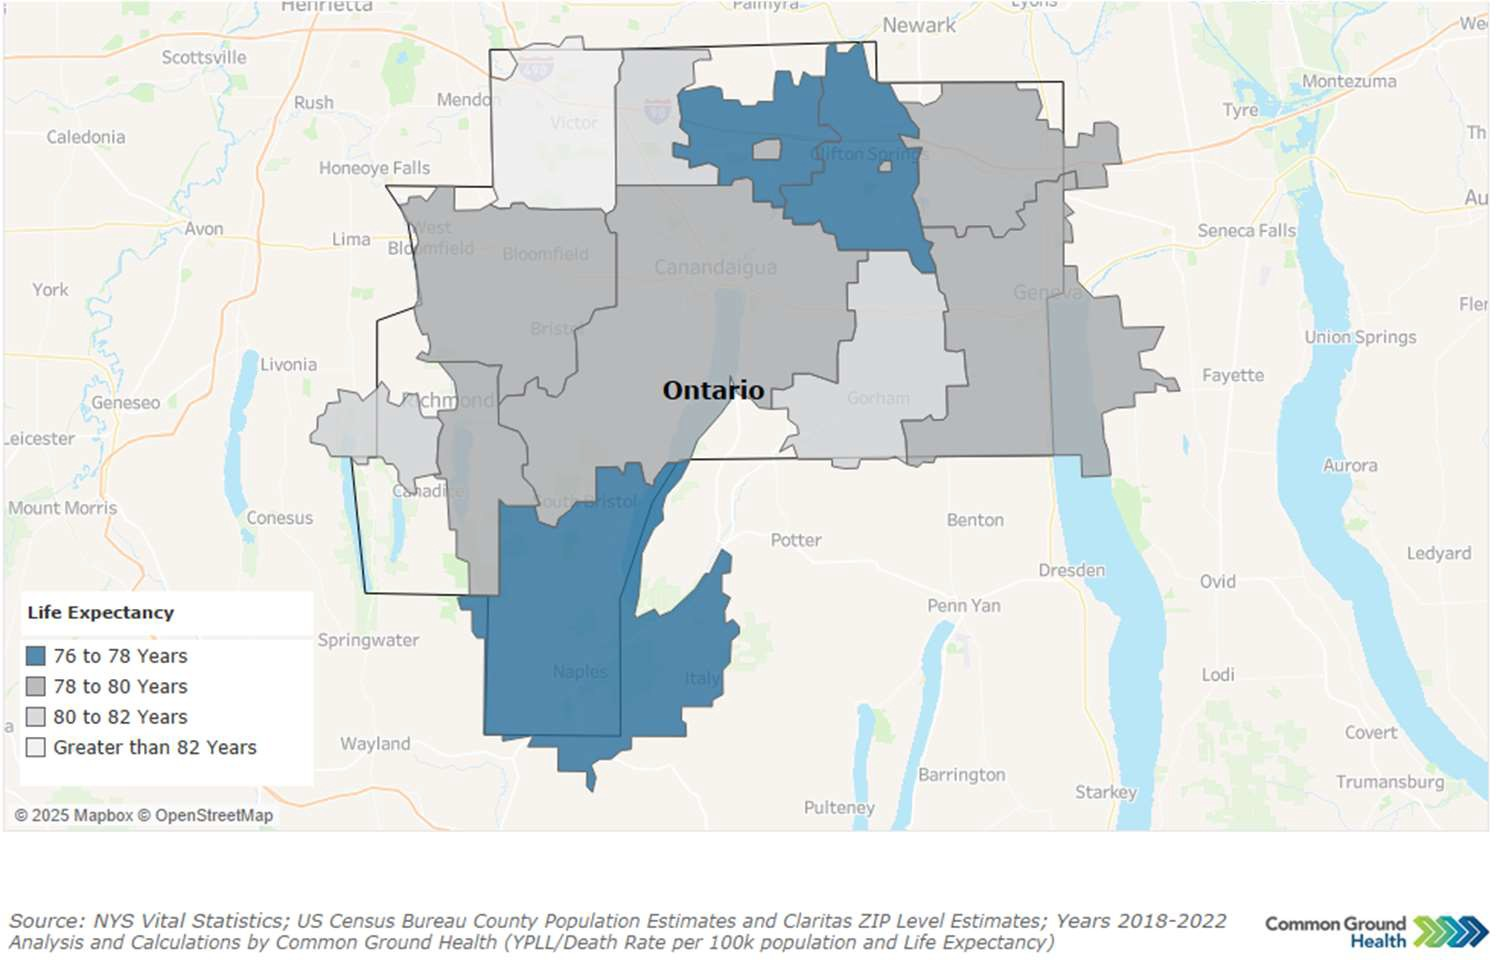 Henrietta
Palmyra
Lyons
Newark
Scottsville
490
Montezuma
Rush
Mendon
Tyre
Victor
Caledonia
Clifton Springs
Honeoye Falls
Avon
Lima
West
Bloomfield
Bloomfield
Seneca Falls
Canandaigua
York
Geneva
Bristol
Union Springs
Livonia
Ontario
Fayette
Geneseo
Richmond
Gorham
Leicester
Aurora
Canadice
South Bristol
Mount Morris
Conesus
Benton
Potter
Ovid
Ledyard
Dresden
Penn Yan
Springwater
Naples
Italy
Lodi
Wayland
Covert
Barrington
Trumansburg
Pulteney
Starkey
Life Expectancy
76 to 78 Years
78 to 80 Years
80 to 82 Years
Greater than 82 Years
© 2025 Mapbox © OpenStreetMap
Source: NYS Vital Statistics; US Census Bureau County Population Estimates and Claritas ZIP Level Estimates; Years 2018-2022
Analysis and Calculations by Common Ground Health (YPLL/Death Rate per 100k population and Life Expectancy)
Common Ground
Health